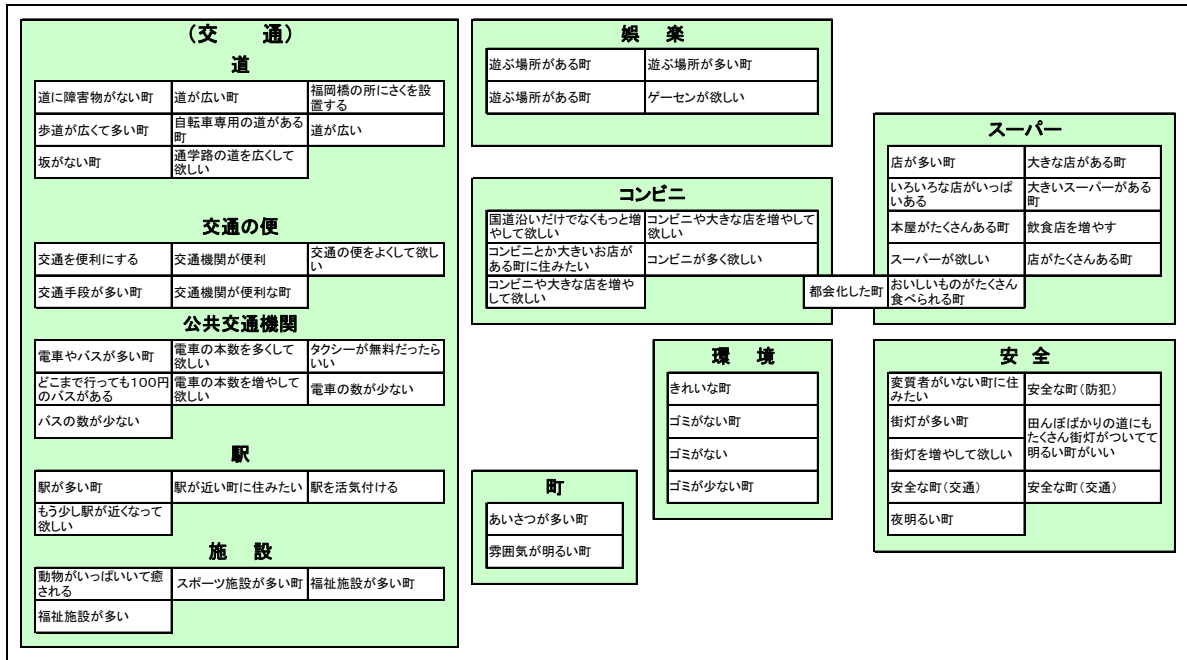 (交　通)
道
道に障害物がない町
道が広い町
福岡橋の所にさくを設
置する
歩道が広くて多い町
自転車専用の道がある
町
道が広い
坂がない町
通学路の道を広くして
欲しい
交通の便
交通を便利にする
交通機関が便利
交通の便をよくして欲し
い
交通手段が多い町
交通機関が便利な町
公共交通機関
電車やバスが多い町
電車の本数を多くして
欲しい
タクシーが無料だったら
いい
どこまで行っても100円
のバスがある
電車の本数を増やして
欲しい
電車の数が少ない
バスの数が少ない
駅
駅が多い町
駅が近い町に住みたい
駅を活気付ける
もう少し駅が近くなって
欲しい
施　設
動物がいっぱいいて癒
される
スポーツ施設が多い町
福祉施設が多い町
福祉施設が多い
娯　楽
遊ぶ場所がある町
遊ぶ場所が多い町
遊ぶ場所がある町
ゲーセンが欲しい
コンビニ
国道沿いだけでなくもっと増
やして欲しい
コンビニや大きな店を増やして
欲しい
コンビニとか大きいお店が
ある町に住みたい
コンビニが多く欲しい
コンビニや大きな店を増や
して欲しい
都会化した町
スーパー
店が多い町
大きな店がある町
いろいろな店がいっぱ
いある
大きいスーパーがある
町
本屋がたくさんある町
飲食店を増やす
スーパーが欲しい
店がたくさんある町
おいしいものがたくさん
食べられる町
環　境
きれいな町
ゴミがない町
ゴミがない
ゴミが少ない町
町
あいさつが多い町
雰囲気が明るい町
安　全
変質者がいない町に住
みたい
安全な町(防犯)
街灯が多い町
田んぼばかりの道にも
たくさん街灯がついてて
明るい町がいい
街灯を増やして欲しい
安全な町(交通)
安全な町(交通)
夜明るい町